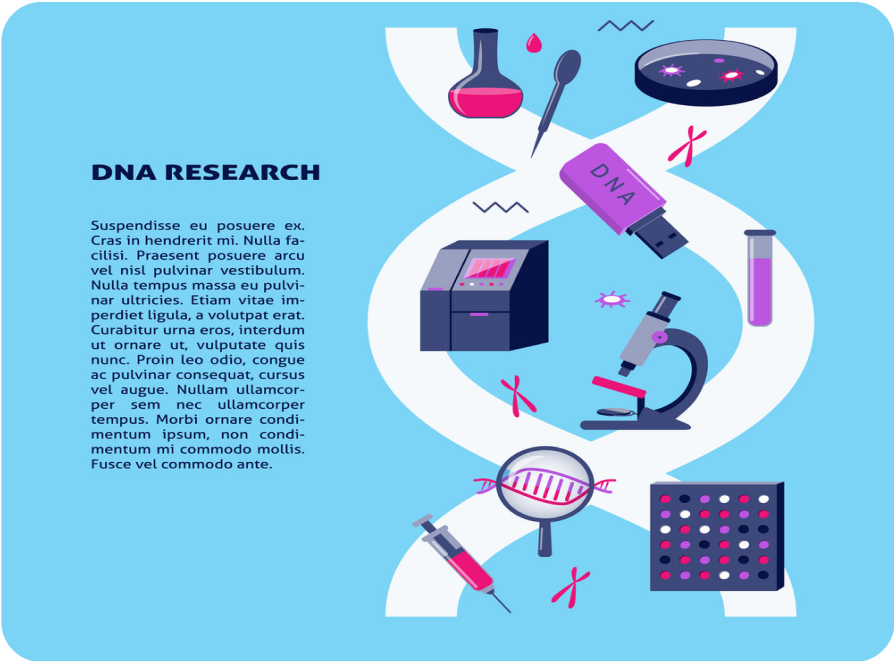 DNA RESEARCH
Suspendisse eu posuere ex.
Cras in hendrerit mi. Nulla fa-
cilisi. Praesent posuere arcu
vel nisl pulvinar vestibulum.
Nulla tempus massa eu pulvi-
nar ultricies. Etiam vitae im-
perdiet ligula, a volutpat erat.
Curabitur urna eros, interdum
ut ornare ut, vulputate quis
nunc. Proin leo odio, congue
ac pulvinar consequat, cursus
vel augue. Nullam ullamcor-
per sem nec ullamcorper
tempus. Morbi ornare condi-
mentum ipsum, non condi-
mentum mi commodo mollis.
Fusce vel commodo ante.
DNA